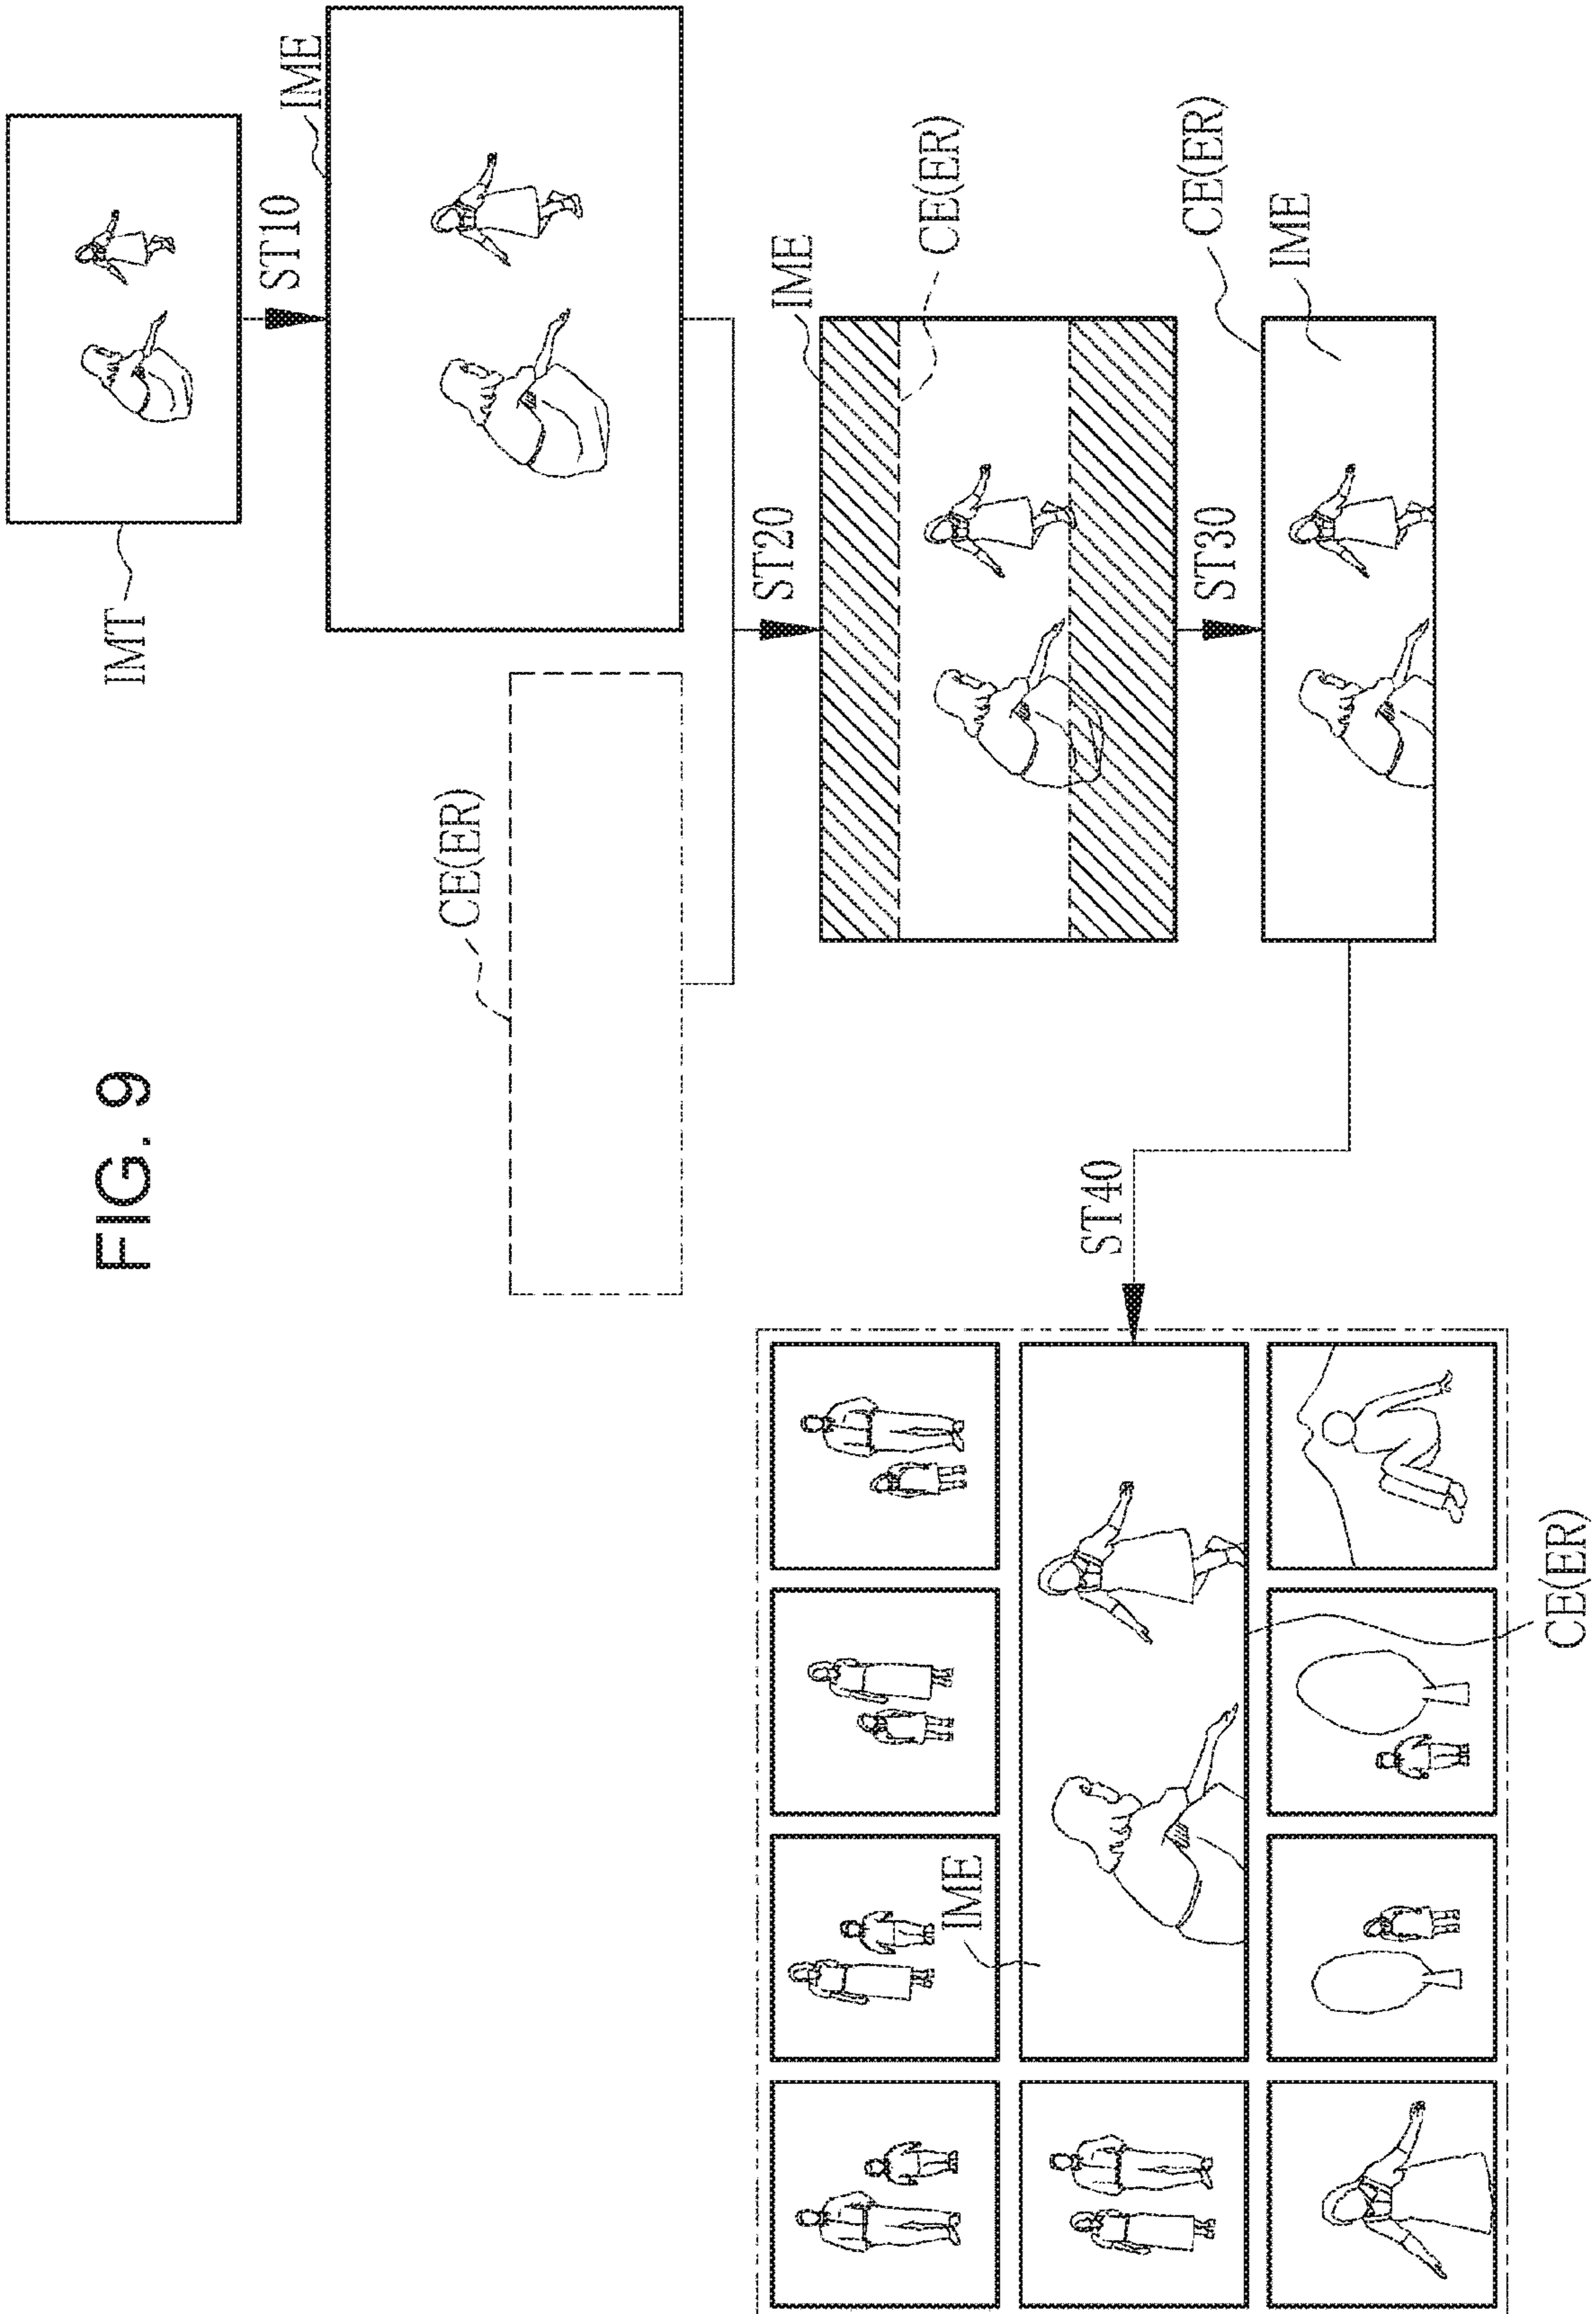 FIG. 9
IMT
ST10
IME
CE(ER)
ST20
IME
CE(ER)
ST30
CE(ER)
IME
ST40
IME
CE(ER)